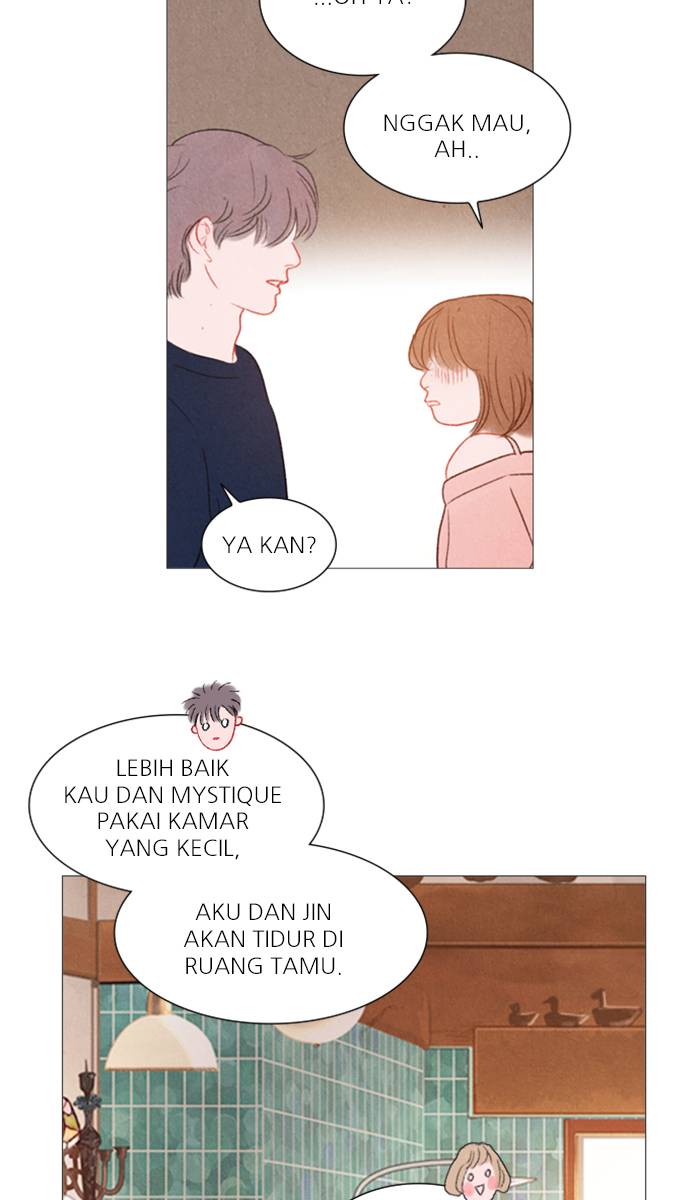 NGGAK MAU,
AH..
YA KAN?
LEBIH BAIK
KAU DAN MYSTIQUE
PAKAI KAMAR
YANG KECIL,
AKU DAN JIN
AKAN TIDUR DI
RUANG TAMU.